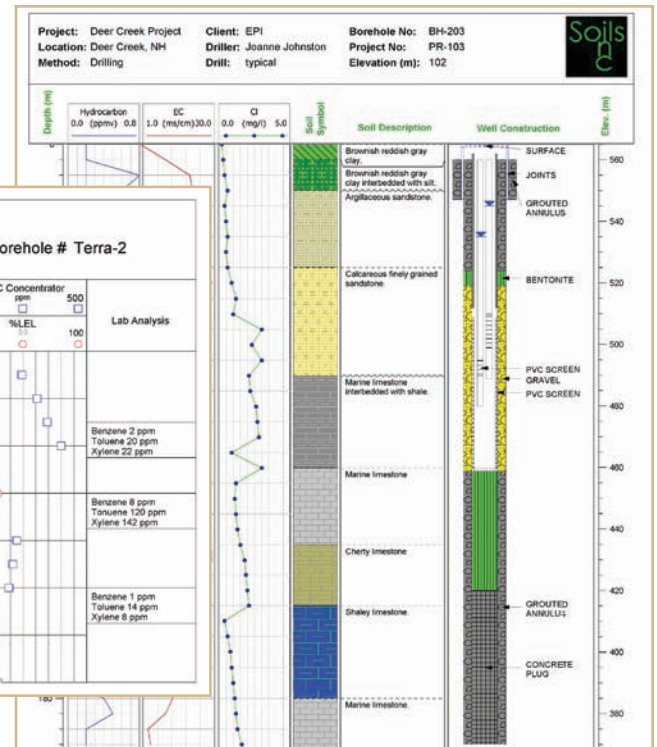 Project: Deer Creek Project Client: EPI Borehole No: BH-203
Location: Deer Creek, NH Driller: Joanne Johnston Project No: PR-103
Method: Drilling Drill: typical Elevation (m): 102
Soils
Inc
Depth (m)
Hydrocarbon
0.0 (ppmv) 0.8
EC
1.0 (ms/cm)30.0
Cl
0.0 (mg/l) 5.0
Soil
Symbol
Soil Description
Well Construction
Elev. (m)
Brownish reddish gray
clay.
Brownish reddish gray
clay interbedded with silt.
Argillaceous sandstone.
Calcareous finely grained
sandstone.
Marine limestone
interbedded with shale.
Marine limestone
Cherty limestone
Shaley limestone.
Marine limestone.
SURFACE
JOINTS
GROUTED
ANNULUS
BENTONITE
PVC SCREEN
GRAVEL
PVC SCREEN
GROUTED
ANNULUS
CONCRETE
PLUG
560
540
520
500
480
460
440
420
400
380
orehole # Terra-2
C Concentrator
ppm 500
%LEL
100
Lab Analysis
Benzene 2 ppm
Toluene 20 ppm
Xylene 22 ppm
Benzene 8 ppm
Tonuene 120 ppm
Xylene 142 ppm
Benzene 1 ppm
Toluene 14 ppm
Xylene 8 ppm